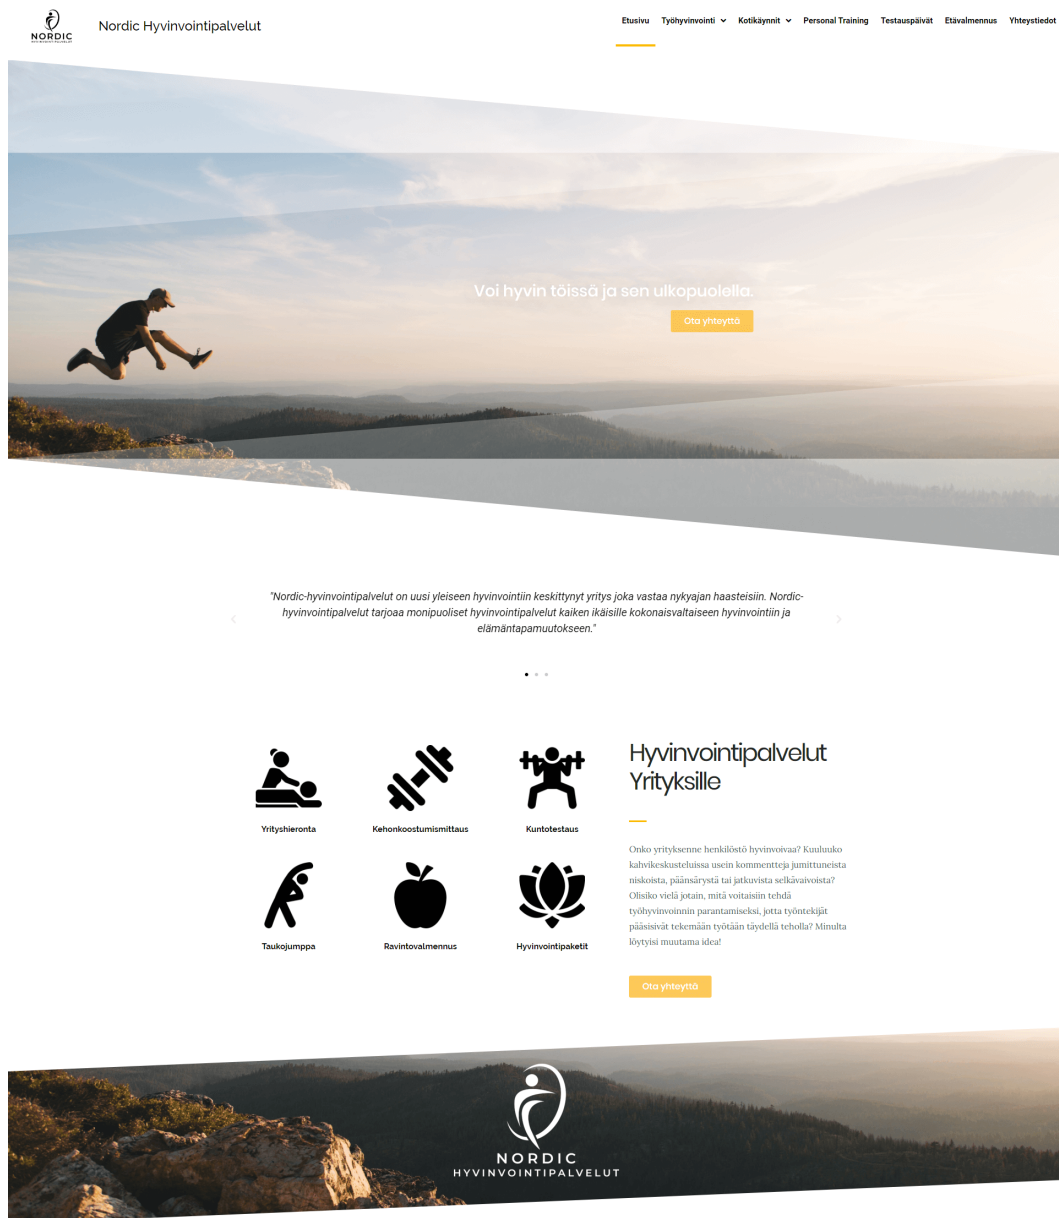 NORDIC
HYVINVOINTIPALVELUT
Nordic Hyvinvointipalvelut
Etusivu
Työhyvinvointi
Kotikäynnit
Personal Training
Testauspäivät
Etävalmennus
Yhteystiedot
Voi hyvin töissä ja sen ulkopuolella.
Ota yhteyttä
"Nordic-hyvinvointipalvelut on uusi yleiseen hyvinvointiin keskittynyt yritys joka vastaa nykyajan haasteisiin. Nordic-
hyvinvointipalvelut tarjoaa monipuoliset hyvinvointipalvelut kaiken ikäisille kokonaisvaltaiseen hyvinvointiin ja
elämäntapamuutokseen."
Yrityshieronta
Kehonkoostumismittaus
Kuntotestaus
Taukojumppa
Ravintovalmennus
Hyvinvointipaketit
Hyvinvointipalvelut
Yrityksille
Onko yrityksenne henkilöstö hyvinvoivaa? Kuuluuko
kahvikeskusteluissa usein kommentteja jumittuneista
niskoista, päänsärystä tai jatkuvista selkävaivoista?
Olisiko vielä jotain, mitä voitaisiin tehdä
työhyvinvoinnin parantamiseksi, jotta työntekijät
pääsisivät tekemään työtään täydellä teholla? Minulta
löytyisi muutama idea!
Ota yhteyttä
NORDIC
HYVINVOINTIPALVELUT